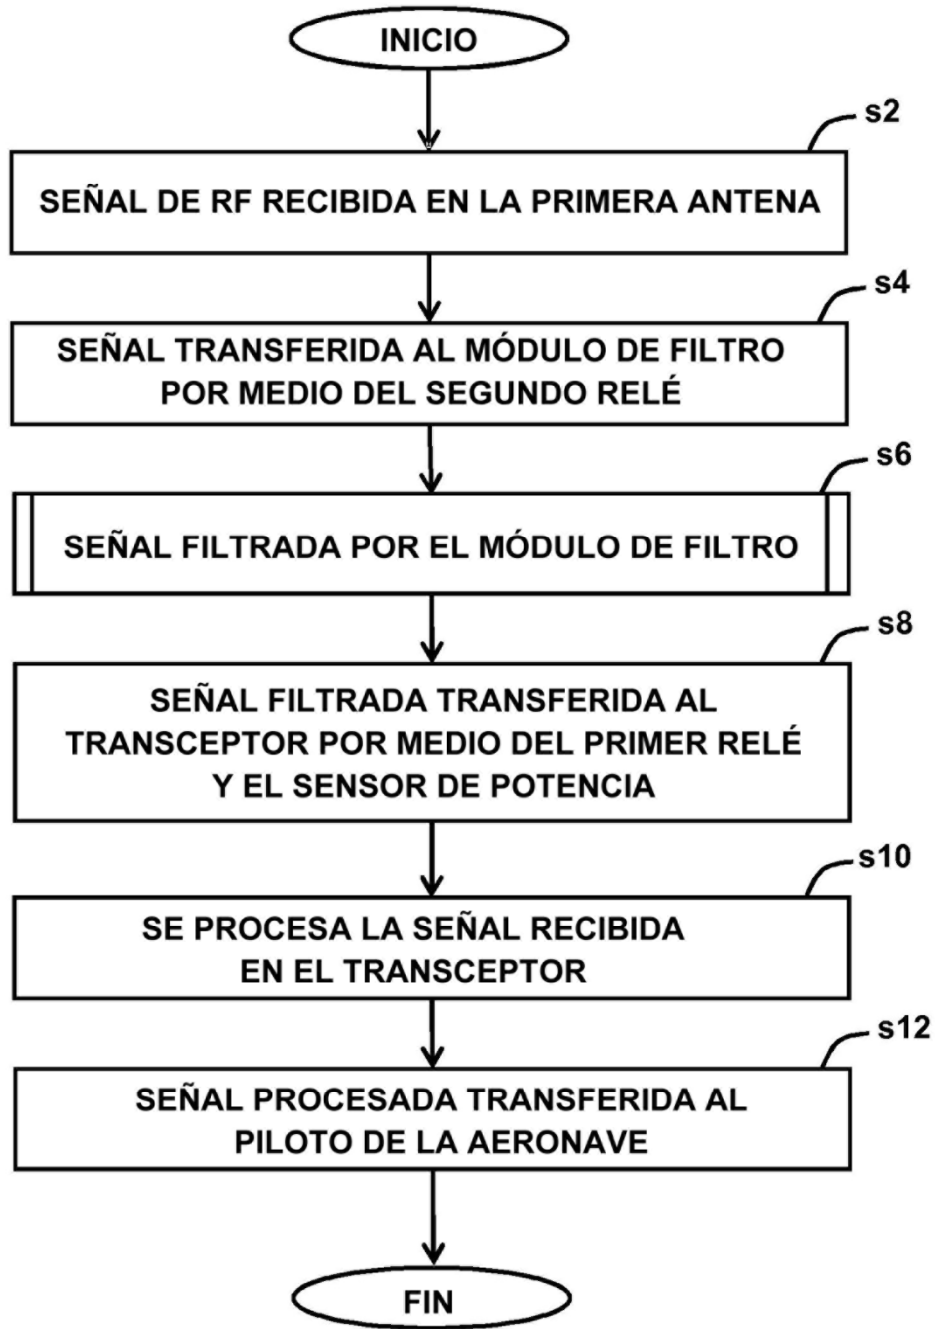 INICIO
s2
SEÑAL DE RF RECIBIDA EN LA PRIMERA ANTENA
s4
SEÑAL TRANSFERIDA AL MÓDULO DE FILTRO
POR MEDIO DEL SEGUNDO RELÉ
s6
SEÑAL FILTRADA POR EL MÓDULO DE FILTRO
s8
SEÑAL FILTRADA TRANSFERIDA AL
TRANSCEPTOR POR MEDIO DEL PRIMER RELÉ
Y EL SENSOR DE POTENCIA
s10
SE PROCESA LA SEÑAL RECIBIDA
EN EL TRANSCEPTOR
s12
SEÑAL PROCESADA TRANSFERIDA AL
PILOTO DE LA AERONAVE
FIN